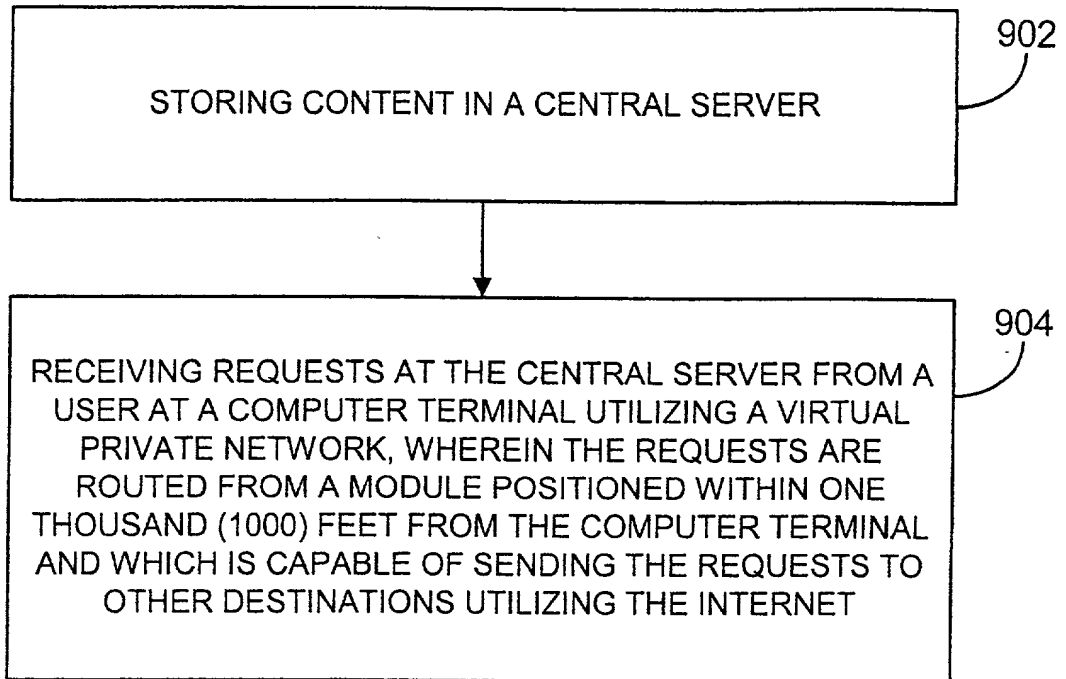 902
STORING CONTENT IN A CENTRAL SERVER
904
RECEIVING REQUESTS AT THE CENTRAL SERVER FROM A
USER AT A COMPUTER TERMINAL UTILIZING A VIRTUAL
PRIVATE NETWORK, WHEREIN THE REQUESTS ARE
ROUTED FROM A MODULE POSITIONED WITHIN ONE
THOUSAND (1000) FEET FROM THE COMPUTER TERMINAL
AND WHICH IS CAPABLE OF SENDING THE REQUESTS TO
OTHER DESTINATIONS UTILIZING THE INTERNET